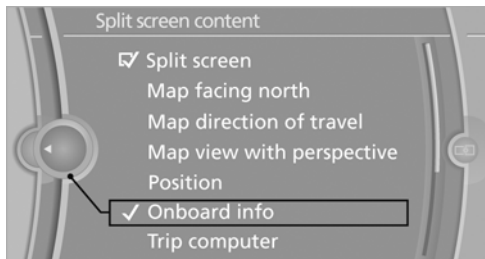 Split screen content
Split screen
Map facing north
Map direction of travel
Map view with perspective
Position
Onboard info
Trip computer